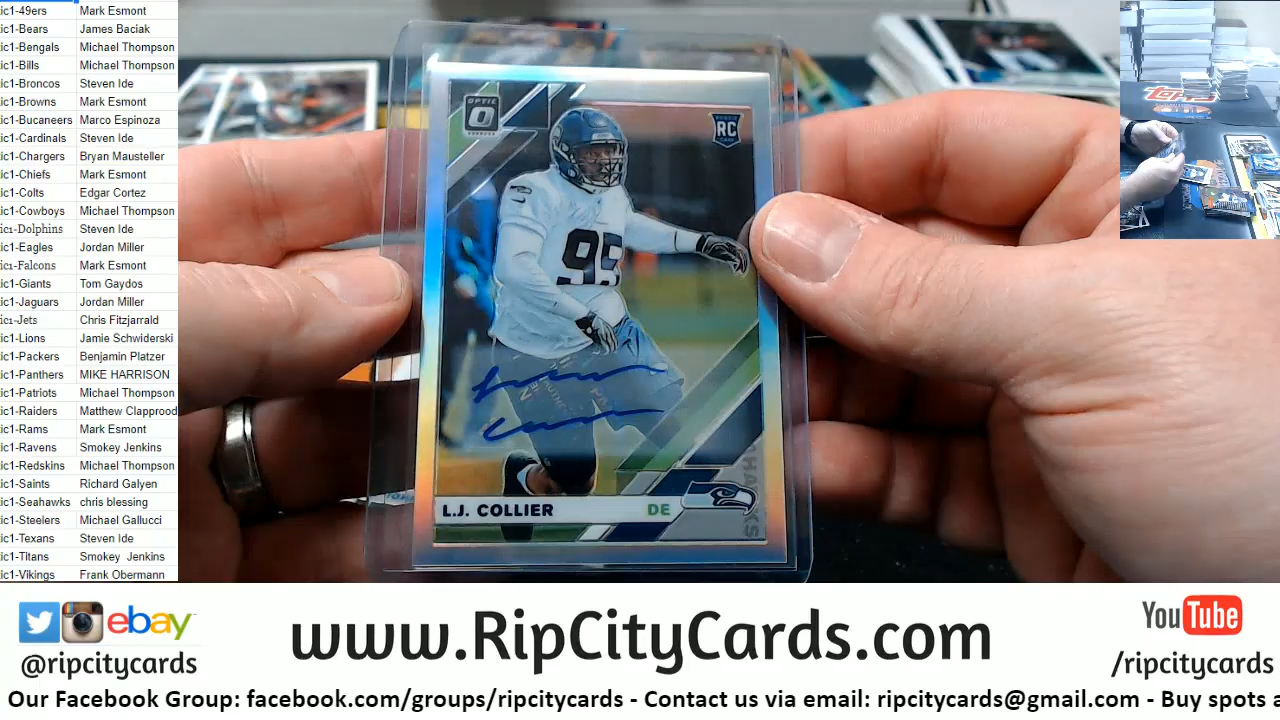 ic1-49ers Mark Esmont
ic1-Bears James Baciak
ic1-Bengals Michael Thompson
ic1-Bills Michael Thompson
ic1-Broncos Steven Ide
ic1-Browns Mark Esmont
ic1-Bucaneers Marco Espinoza
ic1-Cardinals Steven Ide
ic1-Chargers Bryan Mausteller
ic1-Chiefs Mark Esmont
ic1-Colts Edgar Cortez
ic1-Cowboys Michael Thompson
ic1-Dolphins Steven Ide
ic1-Eagles Jordan Miller
ic1-Falcons Mark Esmont
ic1-Giants Tom Gaydos
ic1-Jaguars Jordan Miller
ic1-Jets Chris Fitzjarrald
ic1-Lions Jamie Schwiderski
ic1-Packers Benjamin Platzer
ic1-Panthers MIKE HARRISON
ic1-Patriots Michael Thompson
ic1-Raiders Matthew Clapprood
ic1-Rams Mark Esmont
ic1-Ravens Smokey Jenkins
ic1-Redskins Michael Thompson
ic1-Saints Richard Galyen
ic1-Seahawks chris blessing
ic1-Steelers Michael Gallucci
ic1-Texans Steven Ide
ic1-Titans Smokey Jenkins
ic1-Vikings Frank Obermann
OPTIC
RC
95
L.J. COLLIER DE
Topps
ebay
@ripcitycards
www.RipCityCards.com
YouTube
/ripcitycards
Our Facebook Group: facebook.com/groups/ripcitycards - Contact us via email: ripcitycards@gmail.com - Buy spots a